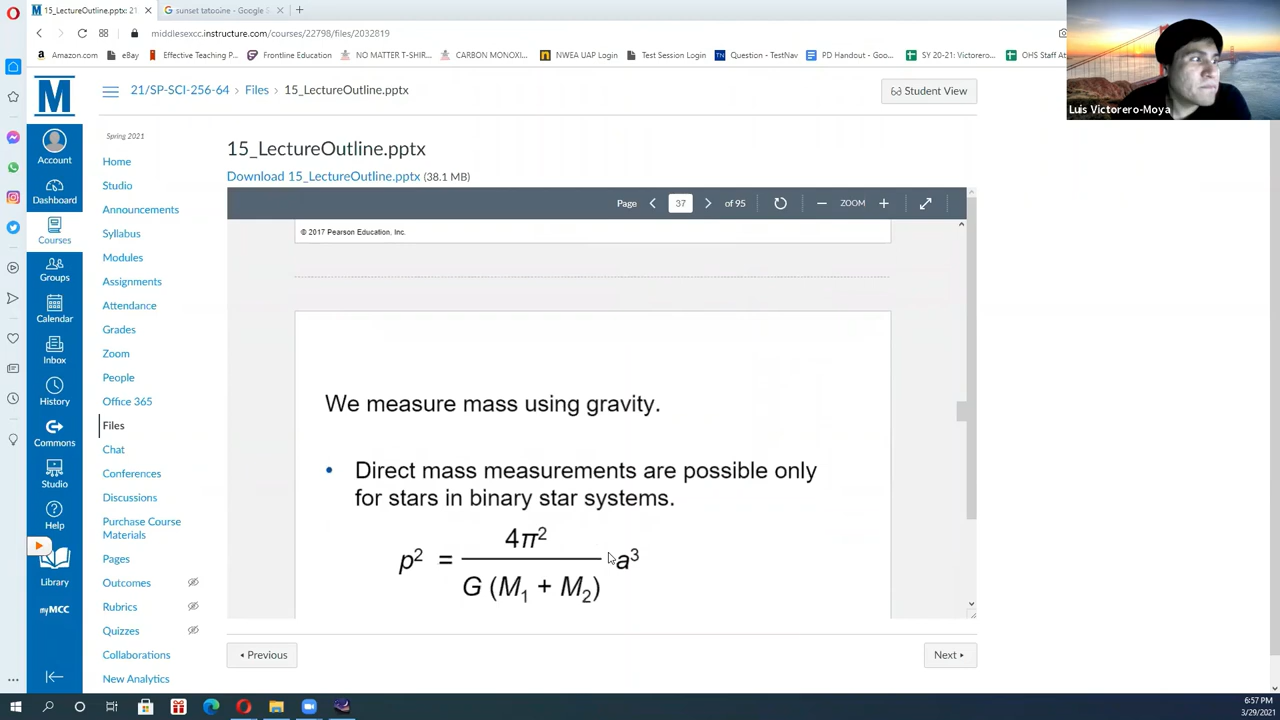 15_LectureOutline.pptx: 21
sunset tatooine - Google S
middlesexcc.instructure.com/courses/22798/files/2032819
Amazon.com
eBay
Effective Teaching P...
Frontline Education
NO MATTER T-SHIR...
CARBON MONOXI...
NWEA UAP Login
Test Session Login
Question - TestNav
PD Handout - Goo...
SY 20-21: Victorero...
OHS Staff At
Luis Victorero-Moya
21/SP-SCI-256-64 > Files > 15_LectureOutline.pptx
Student View
Account
Dashboard
Courses
Groups
Calendar
Inbox
History
Commons
Studio
Help
Library
myMCC
Spring 2021
Home
Studio
Announcements
Syllabus
Modules
Assignments
Attendance
Grades
Zoom
People
Office 365
Files
Chat
Conferences
Discussions
Purchase Course
Materials
Pages
Outcomes
Rubrics
Quizzes
Collaborations
New Analytics
15_LectureOutline.pptx
Download 15_LectureOutline.pptx (38.1 MB)
Page 37 of 95 ZOOM
© 2017 Pearson Education, Inc.
We measure mass using gravity.
• Direct mass measurements are possible only
for stars in binary star systems.
p² = 4π² / G (M₁ + M₂) a³
Previous
Next
6:57 PM
3/29/2021